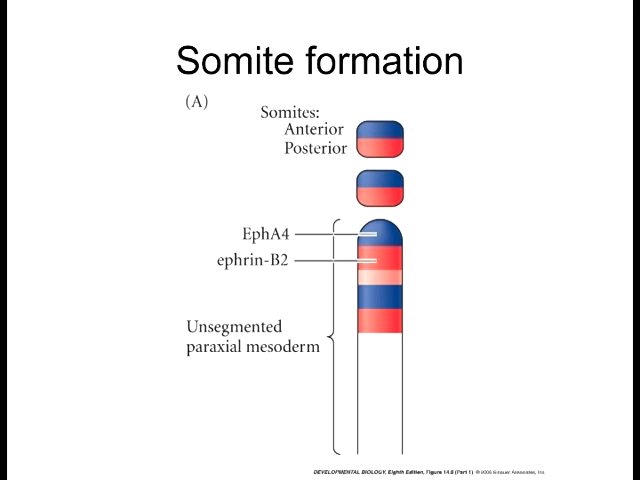 Somite formation
(A)
Somites:
Anterior
Posterior
EphA4
ephrin-B2
Unsegmented
paraxial mesoderm
DEVELOPMENTAL BIOLOGY, Eighth Edition, Figure 14.8 (Part 1) © 2006 Sinauer Associates, Inc.